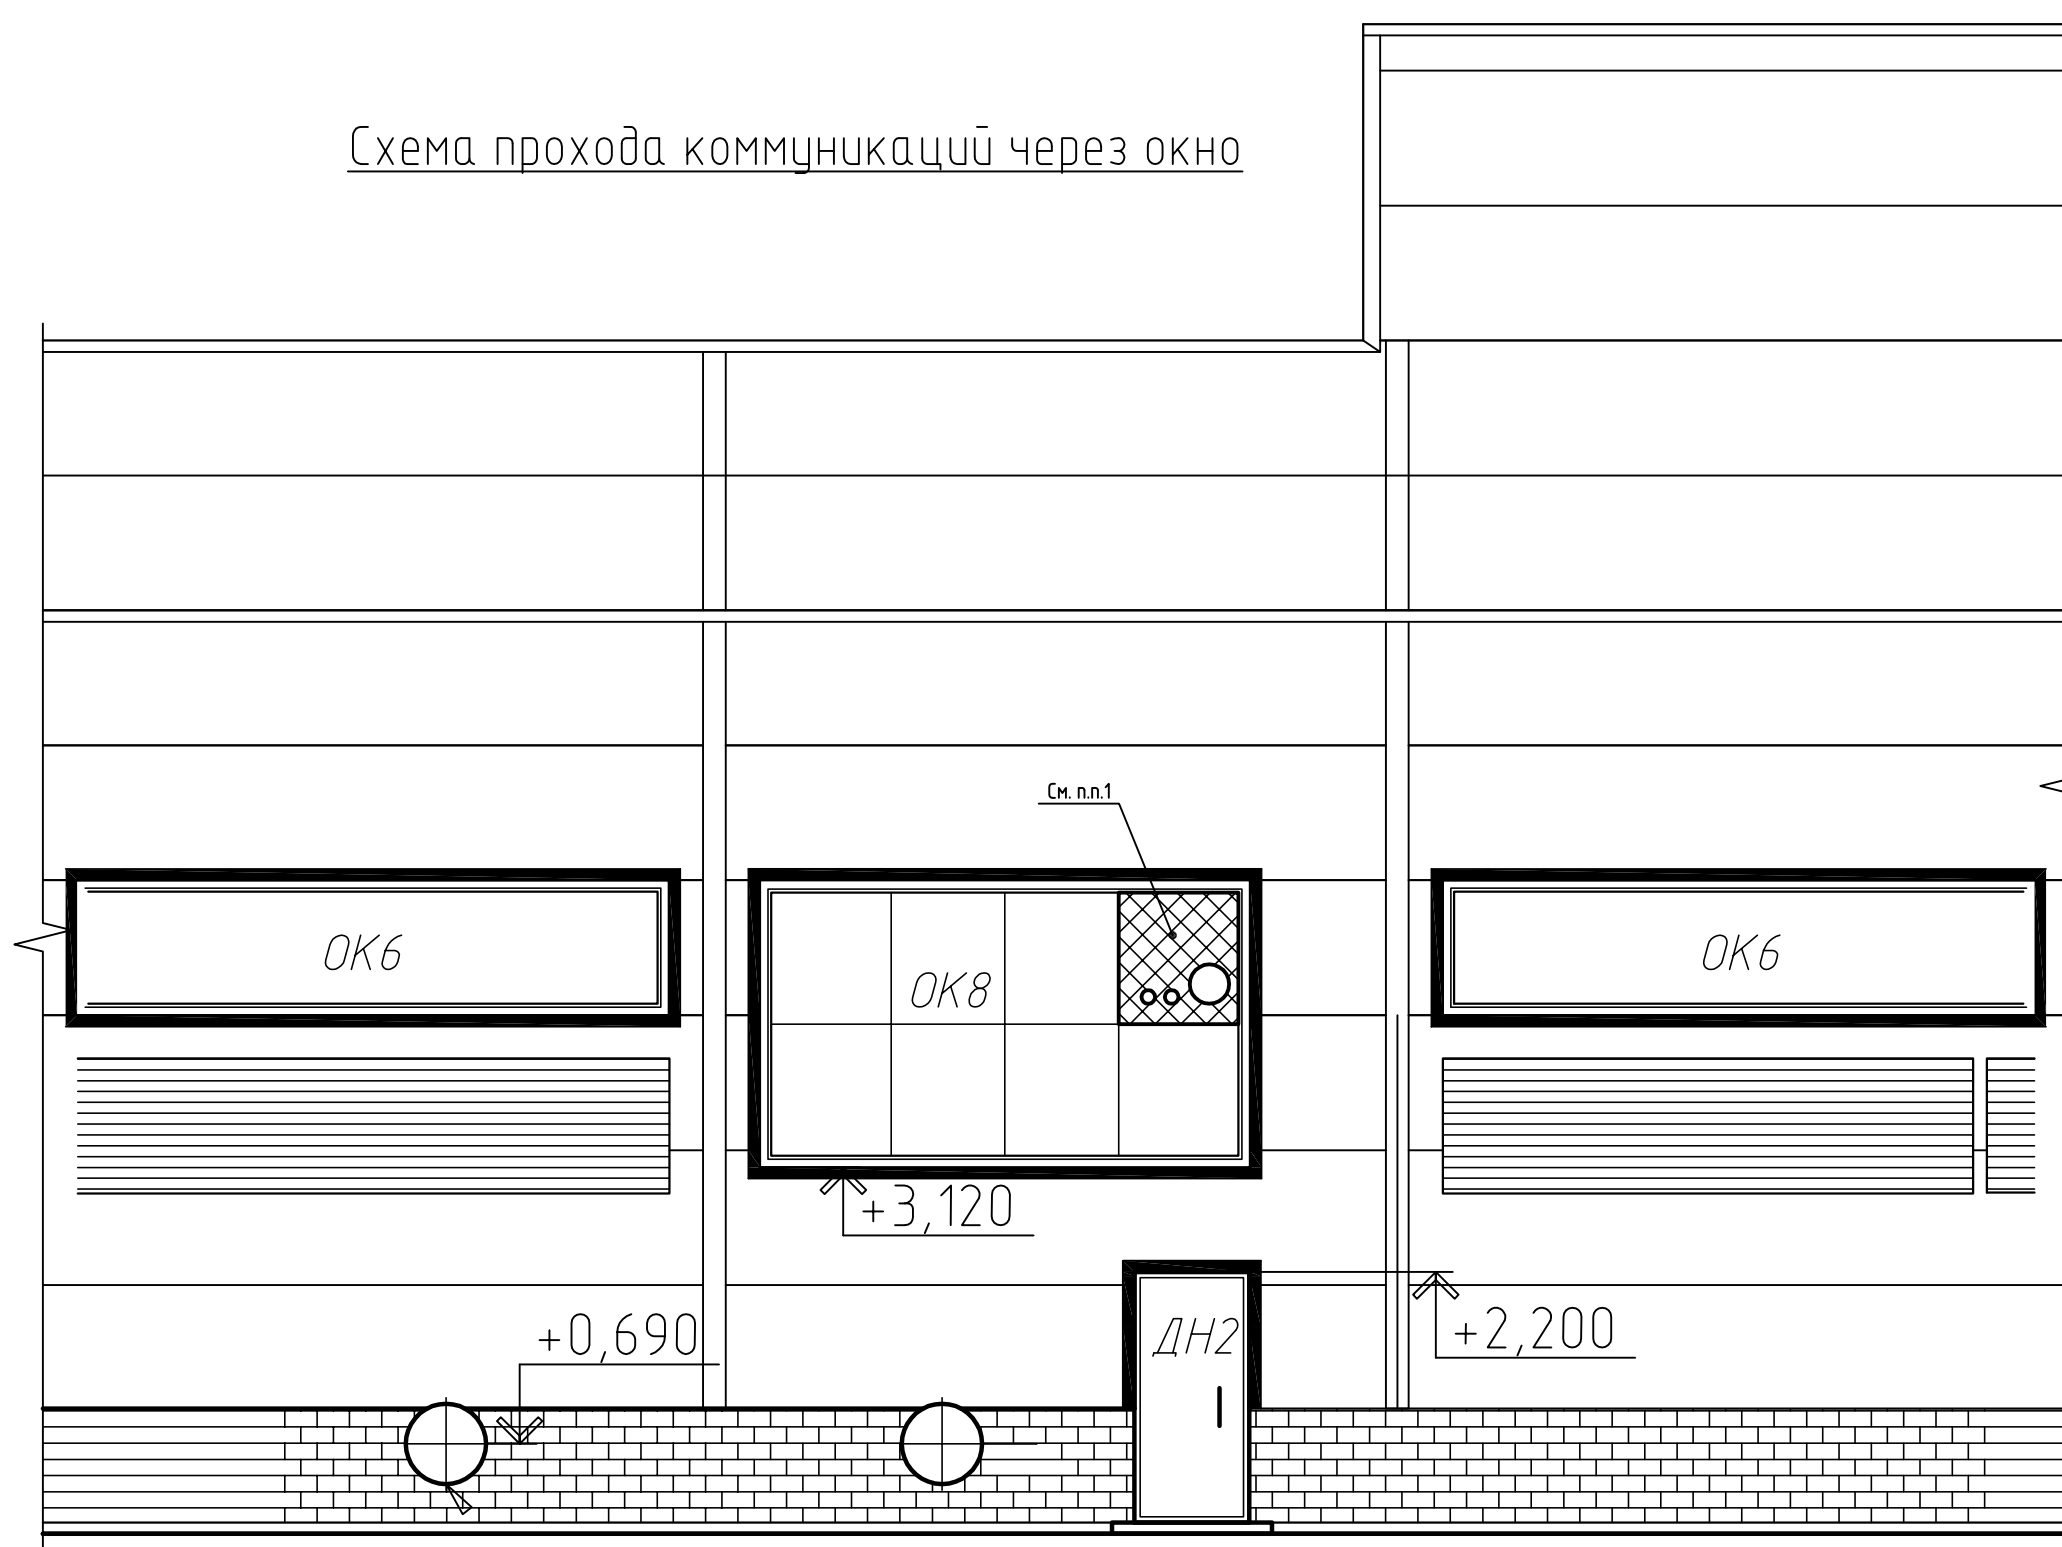 Схема прохода коммуникаций через окно
См. п.п.1
ОК6
ОК8
ОК6
+3,120
+0,690
ДН2
+2,200